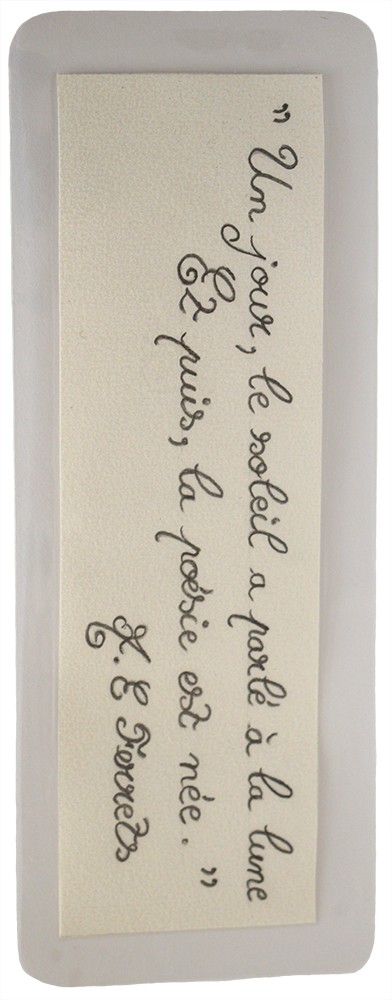 " Un jour, le soleil a parlé à la lune
Et puis, la poésie est née. "
A. E Ferrets